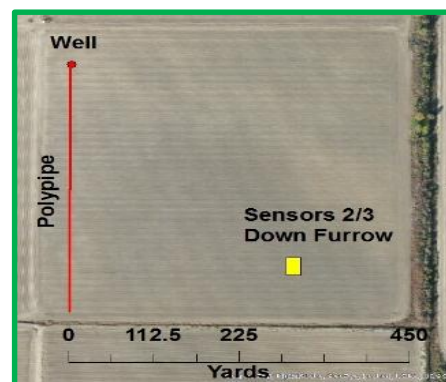 Well
Polypipe
Sensors 2/3
Down Furrow
0 112.5 225 450
Yards